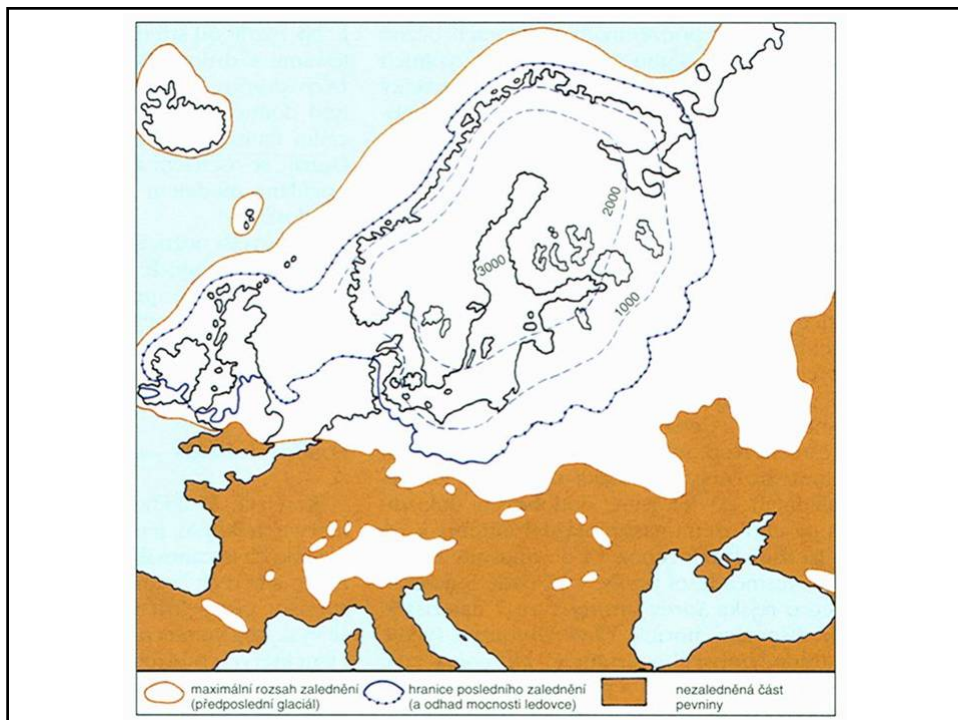 2000
3000
1000
maximální rozsah zalednění
(předposlední glaciál)
hranice posledního zalednění
(a odhad mocnosti ledovce)
nezaledněná část
pevniny